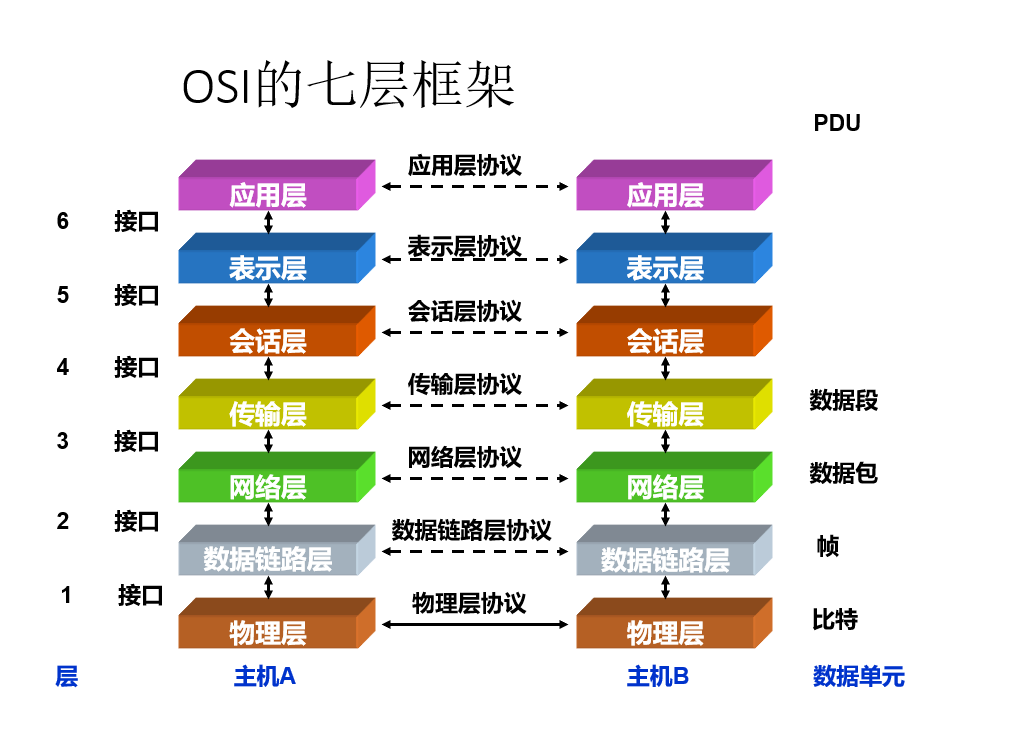 OSI的七层框架
PDU
应用层 应用层协议 应用层
6 接口
表示层 表示层协议 表示层
5 接口
会话层 会话层协议 会话层
4 接口
传输层 传输层协议 传输层 数据段
3 接口
网络层 网络层协议 网络层 数据包
2 接口
数据链路层 数据链路层协议 数据链路层 帧
1 接口
物理层 物理层协议 物理层 比特
层 主机A 主机B 数据单元